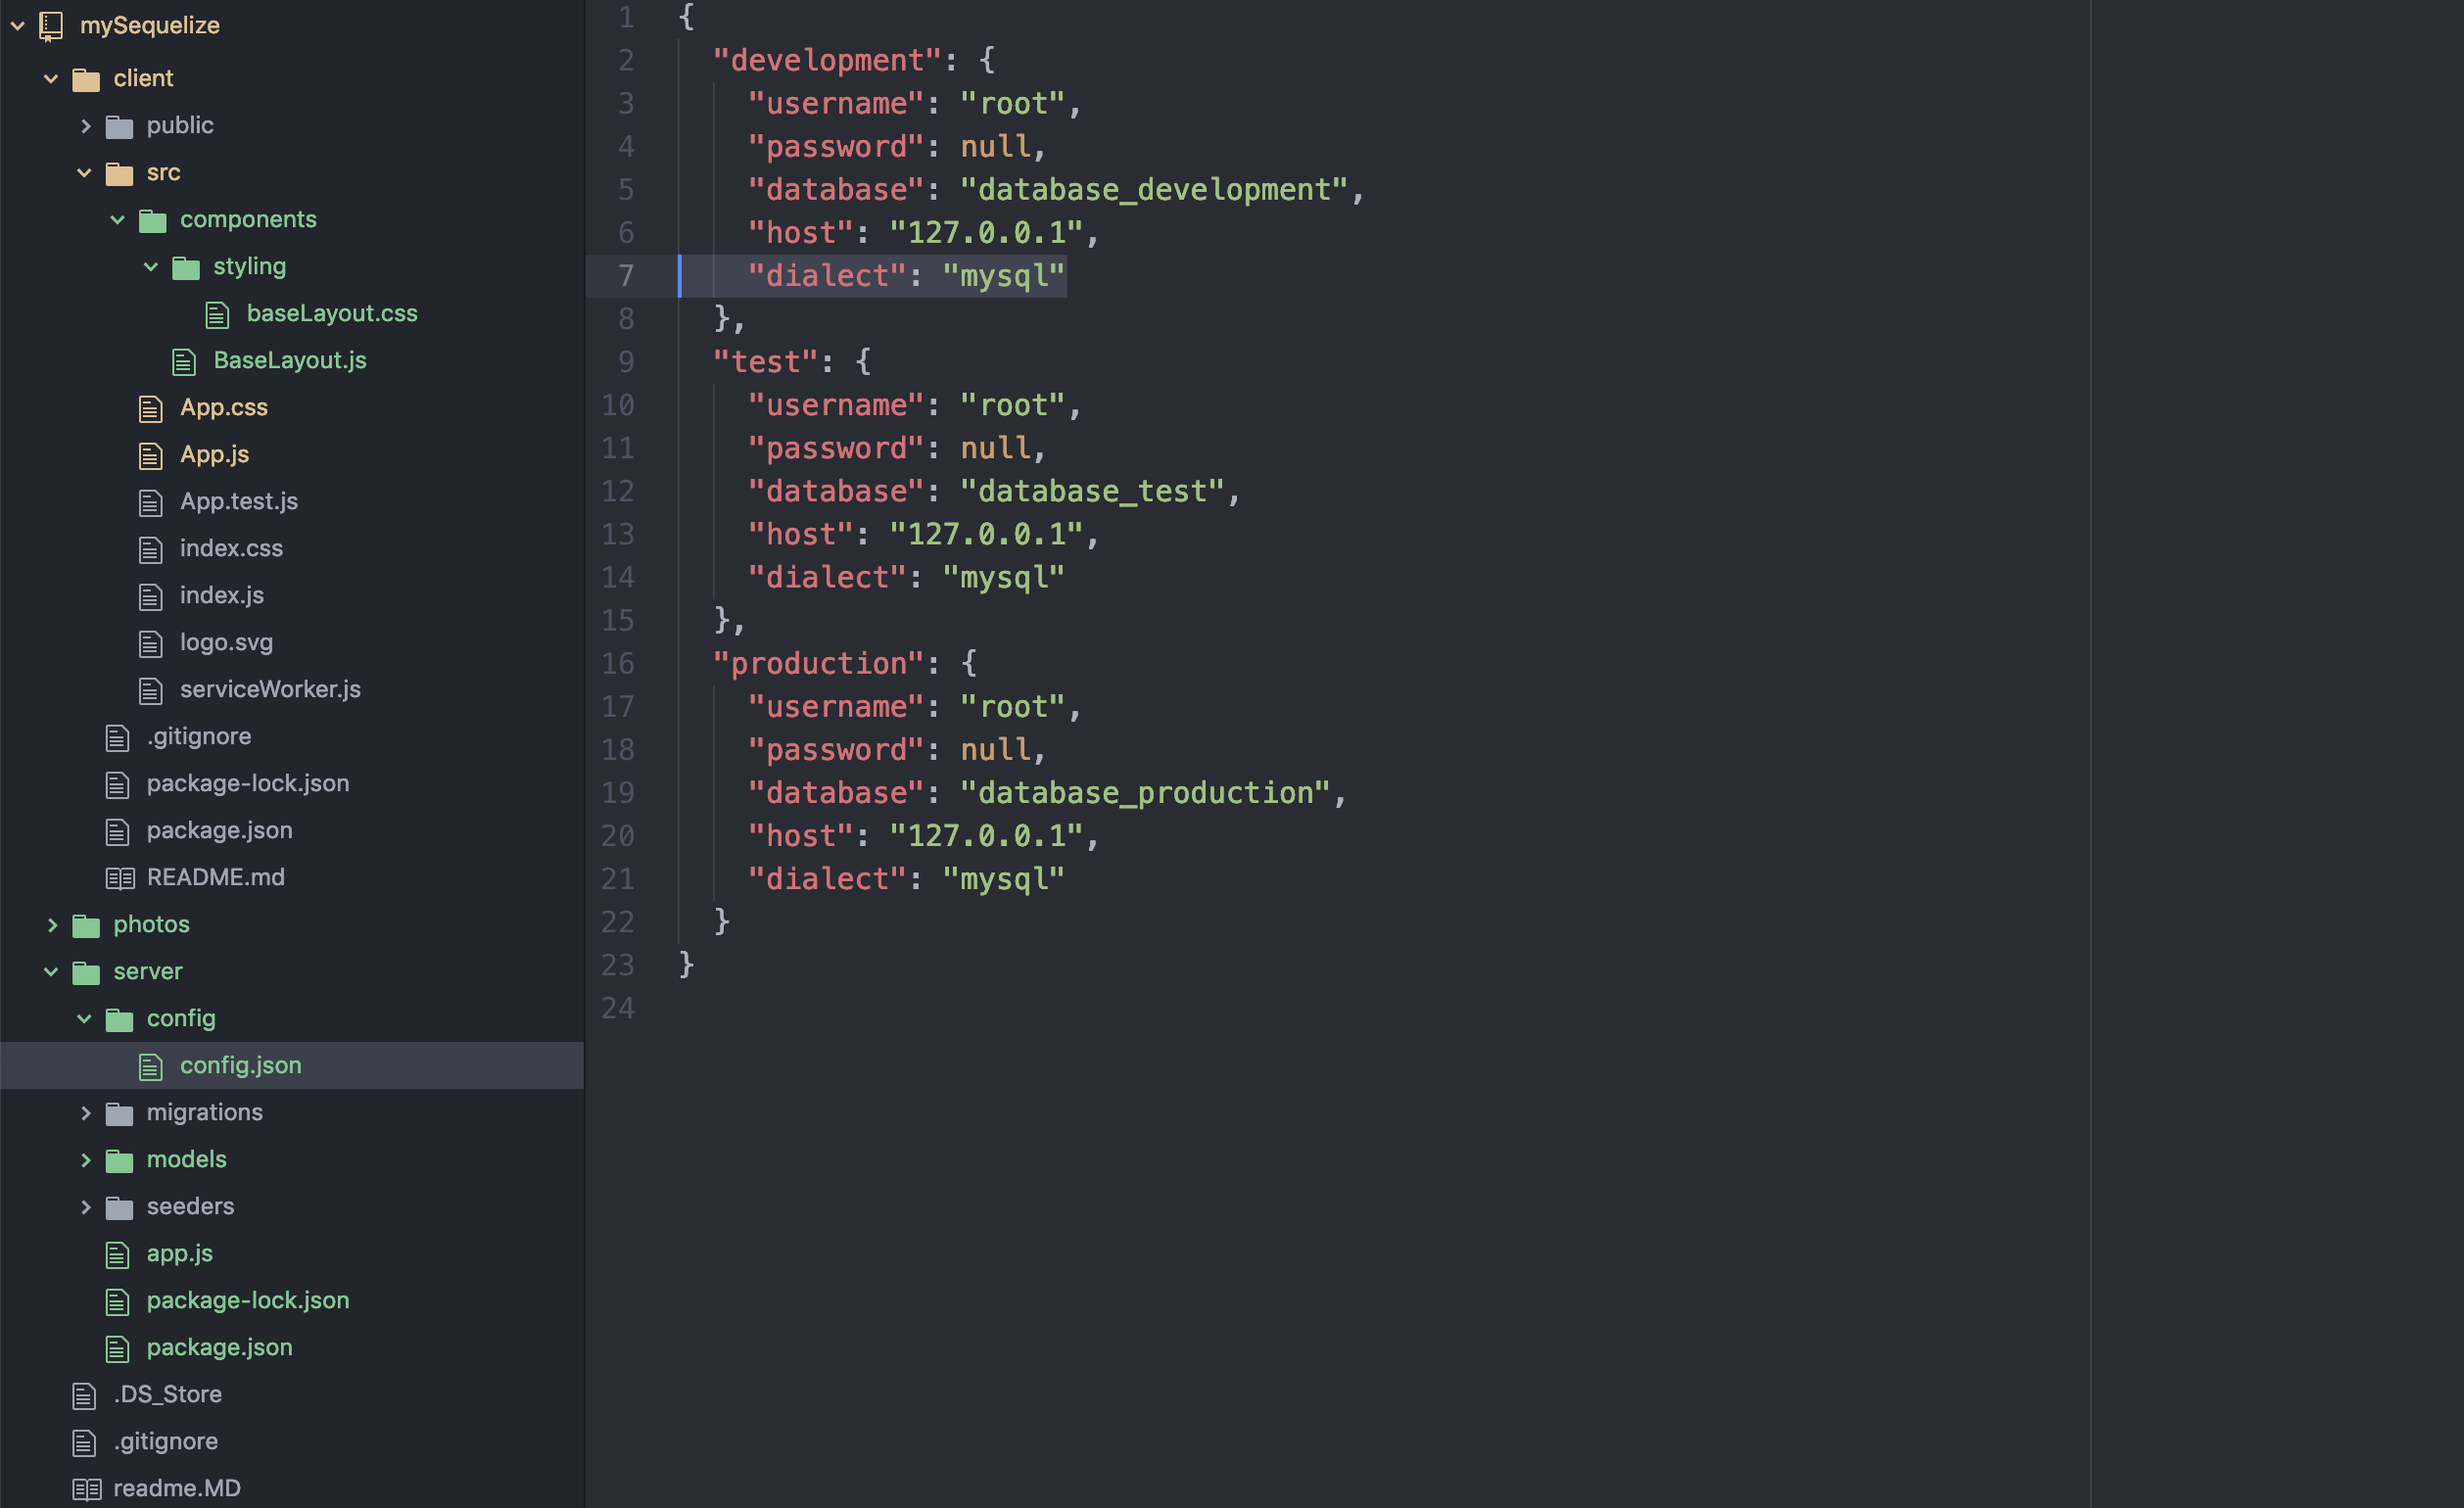 mySequelize
client
public
src
components
styling
baseLayout.css
BaseLayout.js
App.css
App.js
App.test.js
index.css
index.js
logo.svg
serviceWorker.js
.gitignore
package-lock.json
package.json
README.md
photos
server
config
config.json
migrations
models
seeders
app.js
package-lock.json
package.json
.DS_Store
.gitignore
readme.MD
1 {
2 "development": {
3 "username": "root",
4 "password": null,
5 "database": "database_development",
6 "host": "127.0.0.1",
7 "dialect": "mysql"
8 },
9 "test": {
10 "username": "root",
11 "password": null,
12 "database": "database_test",
13 "host": "127.0.0.1",
14 "dialect": "mysql"
15 },
16 "production": {
17 "username": "root",
18 "password": null,
19 "database": "database_production",
20 "host": "127.0.0.1",
21 "dialect": "mysql"
22 }
23 }
24